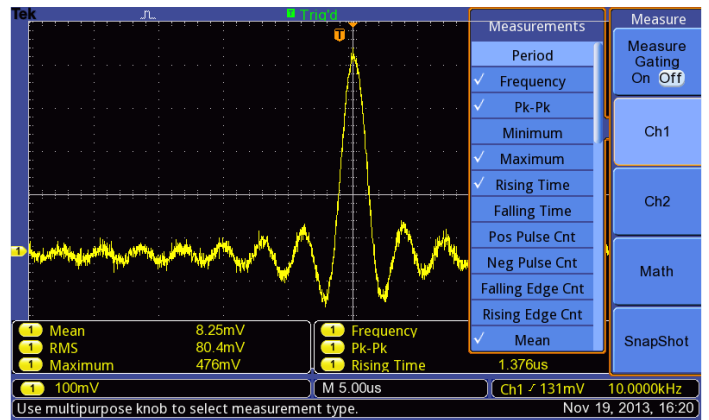 Tek
T Trig'd
T
1
Measurements
Period
✓ Frequency
✓ Pk-Pk
Minimum
✓ Maximum
✓ Rising Time
Falling Time
Pos Pulse Cnt
Neg Pulse Cnt
Falling Edge Cnt
Rising Edge Cnt
✓ Mean
Measure
Measure
Gating
On Off
Ch1
Ch2
Math
SnapShot
1 Mean 8.25mV
1 RMS 80.4mV
1 Maximum 476mV
1 Frequency
1 Pk-Pk
1 Rising Time 1.376us
1 100mV M 5.00us Ch1 131mV 10.0000kHz
Use multipurpose knob to select measurement type. Nov 19, 2013, 16:20